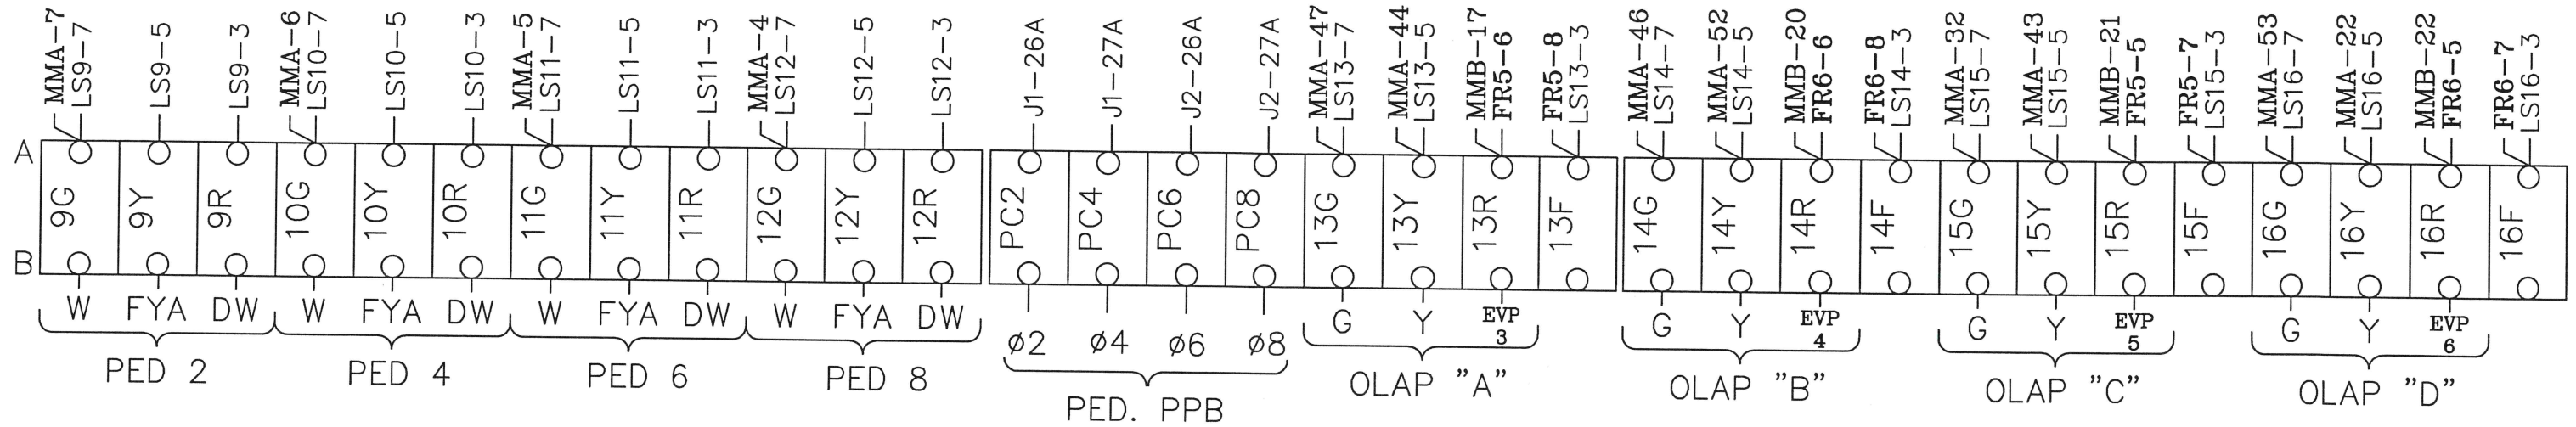 MMA-7 LS9-7 LS9-5 LS9-3 MMA-6 LS10-7 LS10-5 LS10-3 MMA-5 LS11-7 LS11-5 LS11-3 MMA-4 LS12-7 LS12-5 LS12-3 J1-26A J1-27A J2-26A J2-27A MMA-47 LS13-7 MMA-44 LS13-5 MMB-17 FR5-6 FR5-8 LS13-3 MMA-46 LS14-7 MMA-52 LS14-5 MMB-20 FR6-6 FR6-8 LS14-3 MMA-32 LS15-7 MMA-43 LS15-5 MMB-21 FR5-5 FR5-7 LS15-3 MMA-53 LS16-7 MMA-22 LS16-5 MMB-22 FR6-5 FR6-7 LS16-3
A
9G 9Y 9R 10G 10Y 10R 11G 11Y 11R 12G 12Y 12R PC2 PC4 PC6 PC8 13G 13Y 13R 13F 14G 14Y 14R 14F 15G 15Y 15R 15F 16G 16Y 16R 16F
B
W FYA DW W FYA DW W FYA DW W FYA DW ø2 ø4 ø6 ø8 G Y EVP 3 G Y EVP 4 G Y EVP 5 G Y EVP 6
PED 2 PED 4 PED 6 PED 8 PED. PPB OLAP "A" OLAP "B" OLAP "C" OLAP "D"